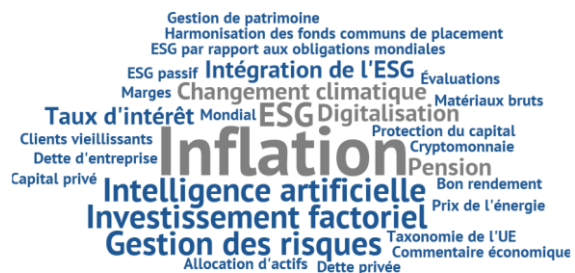 Gestion de patrimoine
Harmonisation des fonds communs de placement
ESG par rapport aux obligations mondiales
ESG passif Intégration de l'ESG Évaluations
Marges Changement climatique Matériaux bruts
Taux d'intérêt Mondial ESG Digitalisation
Clients vieillissants Inflation Protection du capital
Dette d'entreprise Cryptomonnaie
Capital privé Pension
Intelligence artificielle Bon rendement
Investissement factoriel Prix de l'énergie
Gestion des risques Taxonomie de l'UE
Commentaire économique
Allocation d'actifs Dette privée